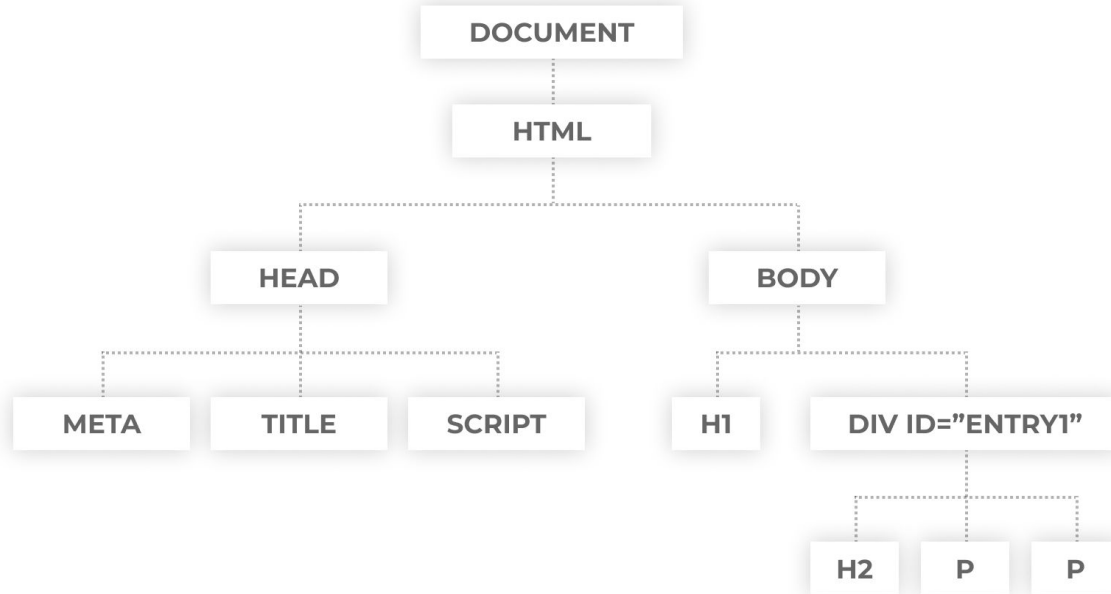 DOCUMENT
HTML
HEAD
BODY
META
TITLE
SCRIPT
H1
DIV ID=”ENTRY1”
H2
P
P